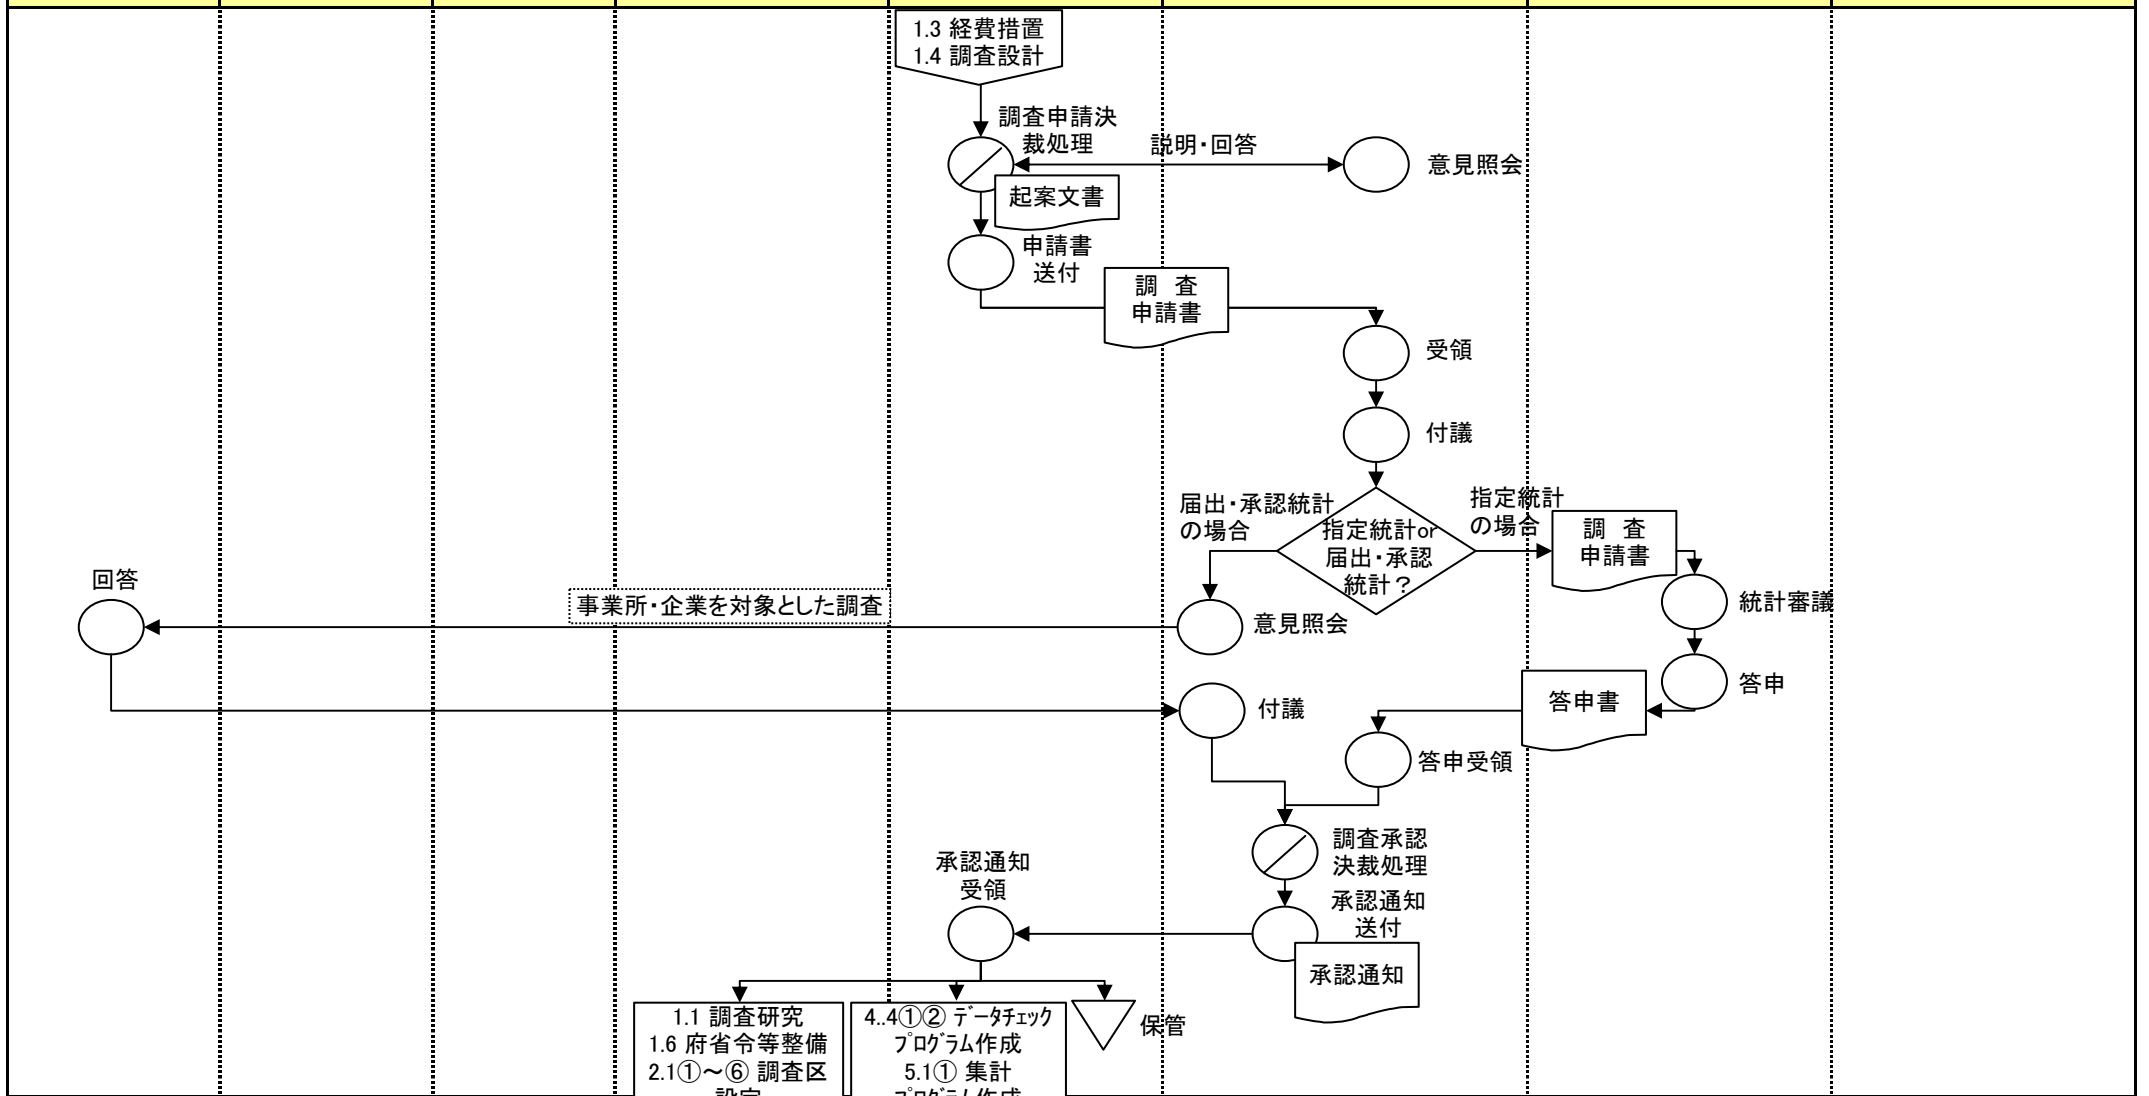 1.3 経費措置
1.4 調査設計
調査申請決
裁処理
説明・回答
意見照会
起案文書
申請書
送付
調　査
申請書
受領
付議
届出・承認統計
の場合
指定統計or
届出・承認
統計？
指定統計
の場合
調　査
申請書
統計審議
回答
事業所・企業を対象とした調査
意見照会
答申
答申書
付議
答申受領
調査承認
決裁処理
承認通知
受領
承認通知
送付
承認通知
1.1 調査研究
1.6 府省令等整備
2.1①～⑥ 調査区
設定
4..4①② ﾃﾞｰﾀﾁｪｯｸ
ﾌﾟﾛｸﾞﾗﾑ作成
5.1① 集計
ﾌﾟﾛｸﾞﾗﾑ作成
保管